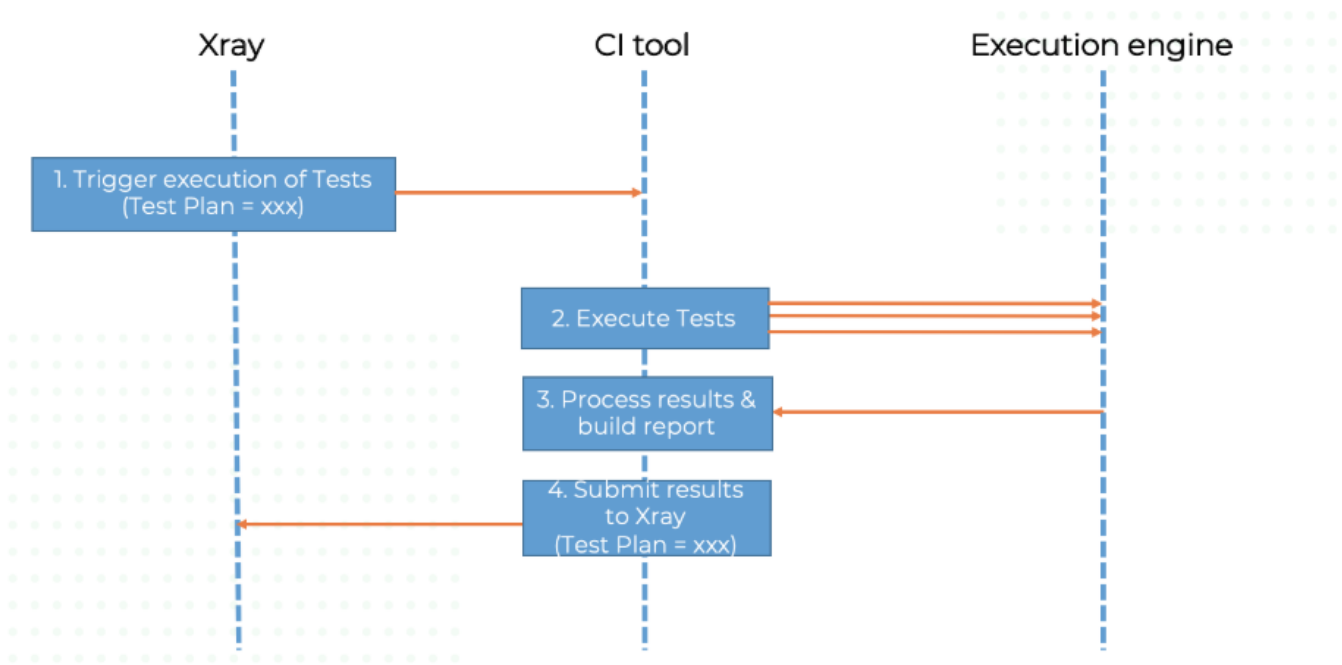 Xray
CI tool
Execution engine
1. Trigger execution of Tests
(Test Plan = xxx)
2. Execute Tests
3. Process results &
build report
4. Submit results
to Xray
(Test Plan = xxx)